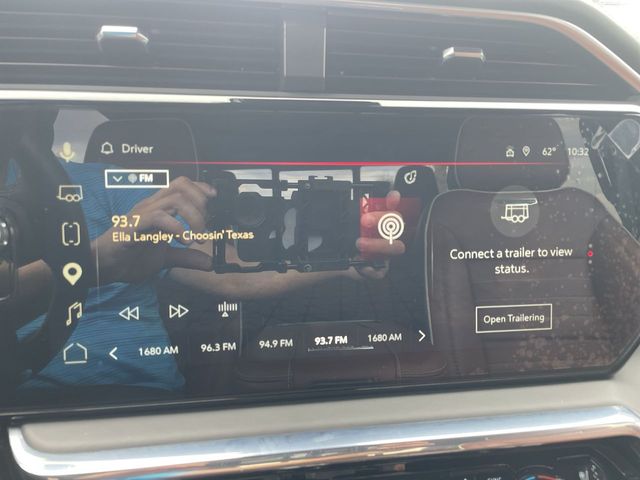 Driver
62° 10:32
FM
93.7
Ella Langley - Choosin' Texas
Connect a trailer to view
status.
Open Trailering
1680 AM 96.3 FM 94.9 FM 93.7 FM 1680 AM
SYNC